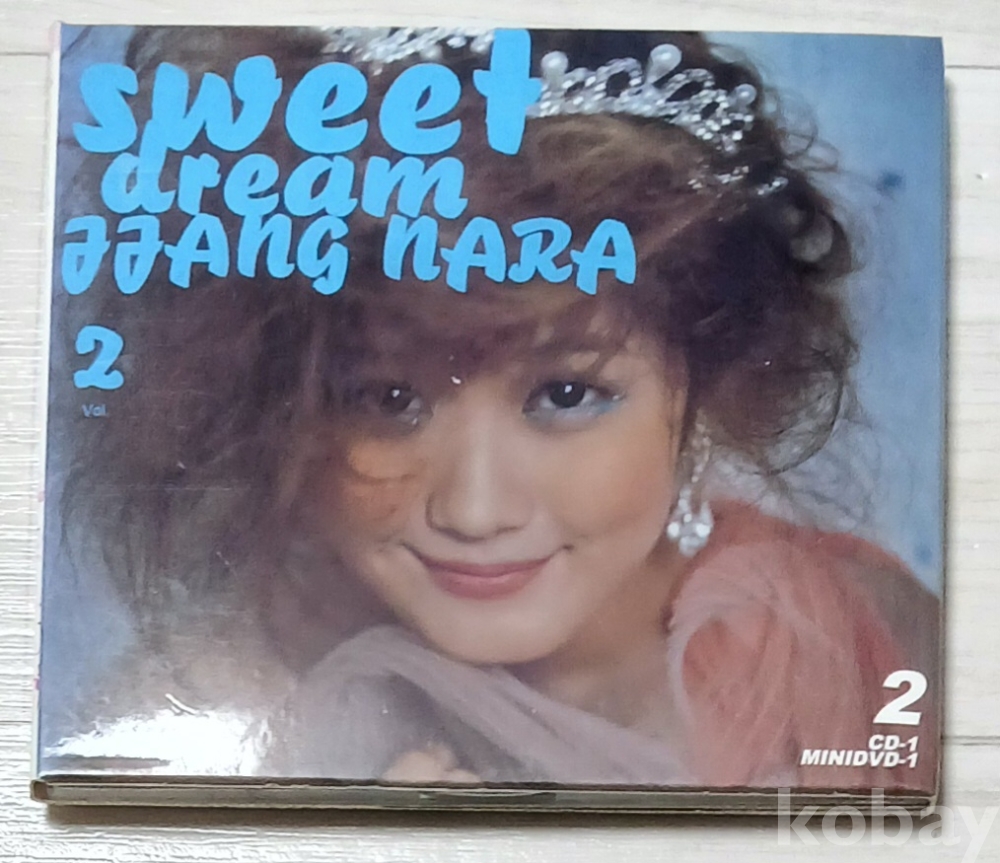 sweet
dream
JJANG NARA
2
Vol.
2
CD-1
MINIDVD-1
kobay